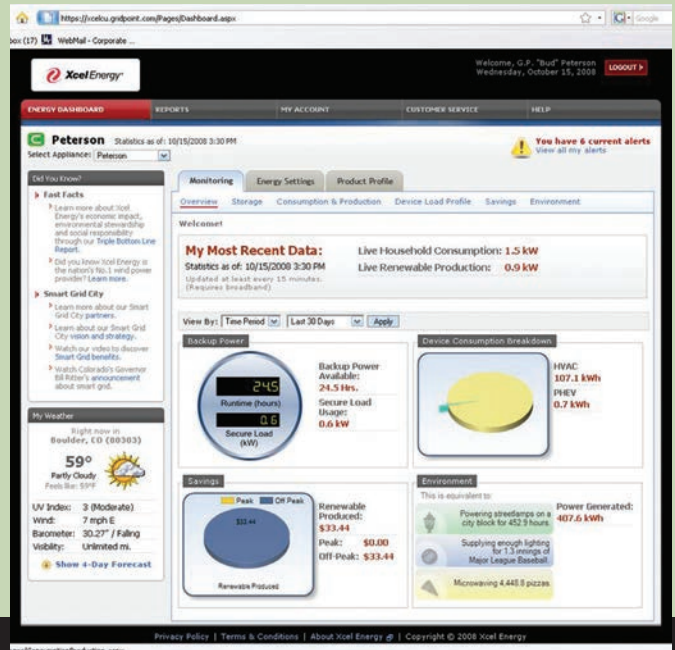 https://xcelcu.gridpoint.com/Pages/Dashboard.aspx
Google
box (17) WebMail - Corporate ...
Xcel Energy
Welcome, G.P. "Bud" Peterson
Wednesday, October 15, 2008
LOGOUT
ENERGY DASHBOARD REPORTS MY ACCOUNT CUSTOMER SERVICE HELP
Peterson Statistics as of: 10/15/2008 3:30 PM
Select Appliance: Peterson
You have 6 current alerts
View all my alerts
Did You Know?
Fast Facts
Learn more about Xcel
Energy's economic impact,
environmental stewardship
and social responsibility
through our Triple Bottom Line
Report.
Did you know Xcel Energy is
the nation's No.1 wind power
provider? Learn more.
Smart Grid City
Learn more about our Smart
Grid City partners.
Learn about our Smart Grid
City vision and strategy.
Watch our video to discover
Smart Grid benefits.
Watch Colorado's Governor
Bill Ritter's announcement
about smart grid.
My Weather
Right now in
Boulder, CO (80303)
59°
Partly Cloudy
Feels like: 59°F
UV Index: 3 (Moderate)
Wind: 7 mph E
Barometer: 30.27" / Falling
Visibility: Unlimited mi.
Show 4-Day Forecast
Monitoring Energy Settings Product Profile
Overview Storage Consumption & Production Device Load Profile Savings Environment
Welcome!
My Most Recent Data:
Statistics as of: 10/15/2008 3:30 PM
Updated at least every 15 minutes.
(Requires broadband)
Live Household Consumption: 1.5 kW
Live Renewable Production: 0.9 kW
View By: Time Period Last 30 Days Apply
Backup Power
24.5
Runtime (hours)
0.6
Secure Load
(kW)
Backup Power
Available:
24.5 Hrs.
Secure Load
Usage:
0.6 kW
Device Consumption Breakdown
HVAC
107.1 kWh
PHEV
0.7 kWh
Savings
Peak Off Peak
$33.44
Renewable Produced
Renewable
Produced:
$33.44
Peak: $0.00
Off-Peak: $33.44
Environment
This is equivalent to:
Powering streetlamps on a
city block for 452.9 hours.
Supplying enough lighting
for 1.3 innings of
Major League Baseball.
Microwaving 4,448.8 pizzas.
Power Generated:
407.6 kWh
Privacy Policy | Terms & Conditions | About Xcel Energy | Copyright © 2008 Xcel Energy